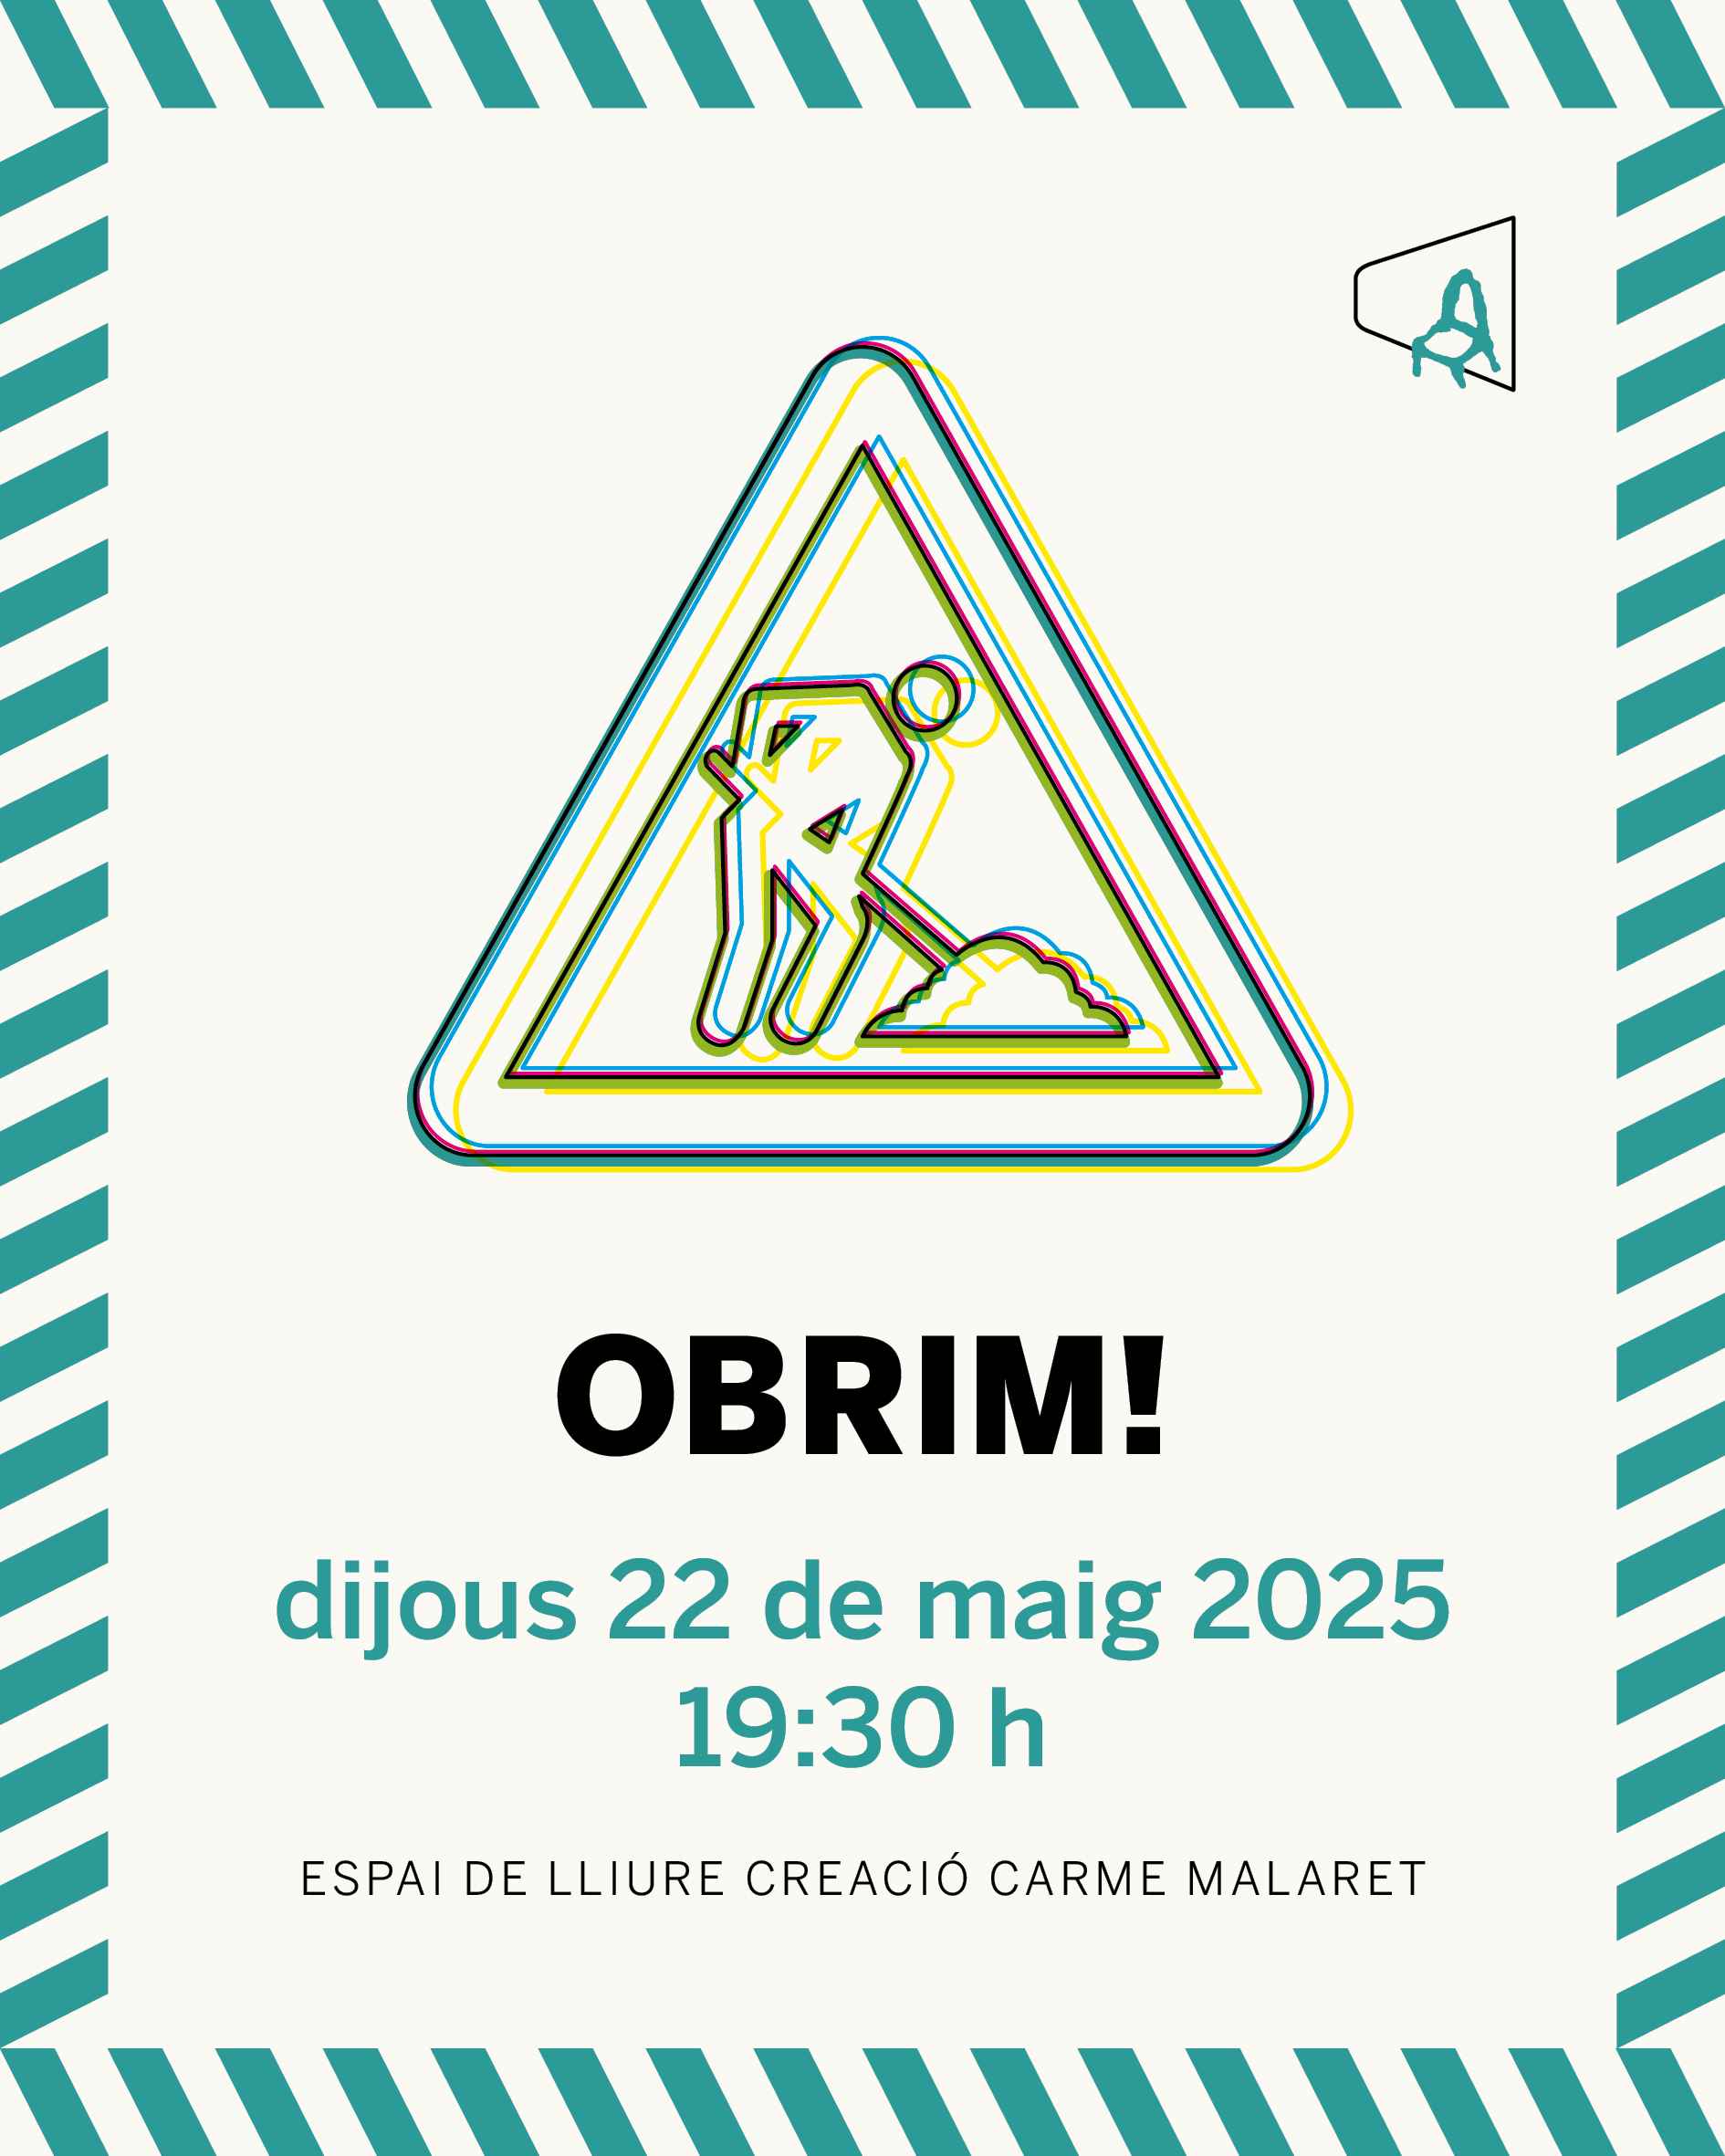 OBRIM!
dijous 22 de maig 2025
19:30 h
ESPAI DE LLIURE CREACIÓ CARME MALARET